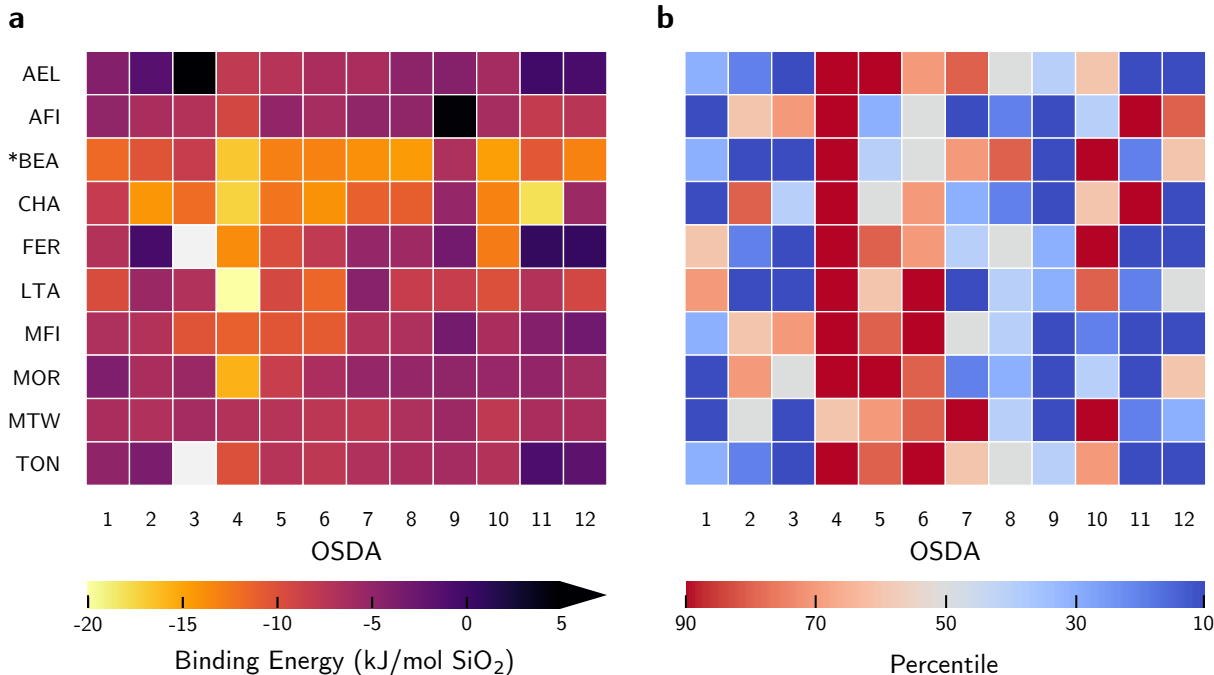 a
b
AEL
AFI
*BEA
CHA
FER
LTA
MFI
MOR
MTW
TON
1 2 3 4 5 6 7 8 9 10 11 12
1 2 3 4 5 6 7 8 9 10 11 12
OSDA
OSDA
-20 -15 -10 -5 0 5
90 70 50 30 10
Binding Energy (kJ/mol SiO₂)
Percentile